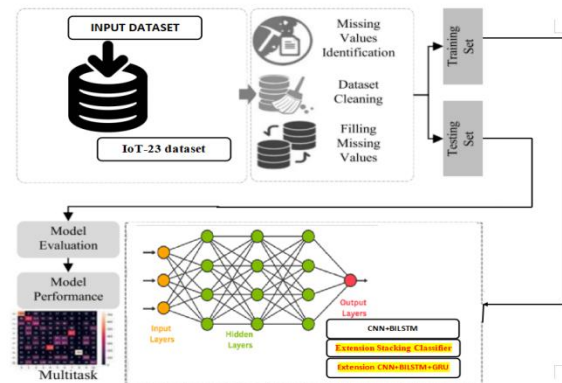 INPUT DATASET
IoT-23 dataset
Missing
Values
Identification
Dataset
Cleaning
Filling
Missing
Values
Training
Set
Testing
Set
Model
Evaluation
Model
Performance
Multitask
Input
Layers
Hidden
Layers
Output
Layers
CNN+BILSTM
Extension Stacking Classifier
Extension CNN+BILSTM+GRU